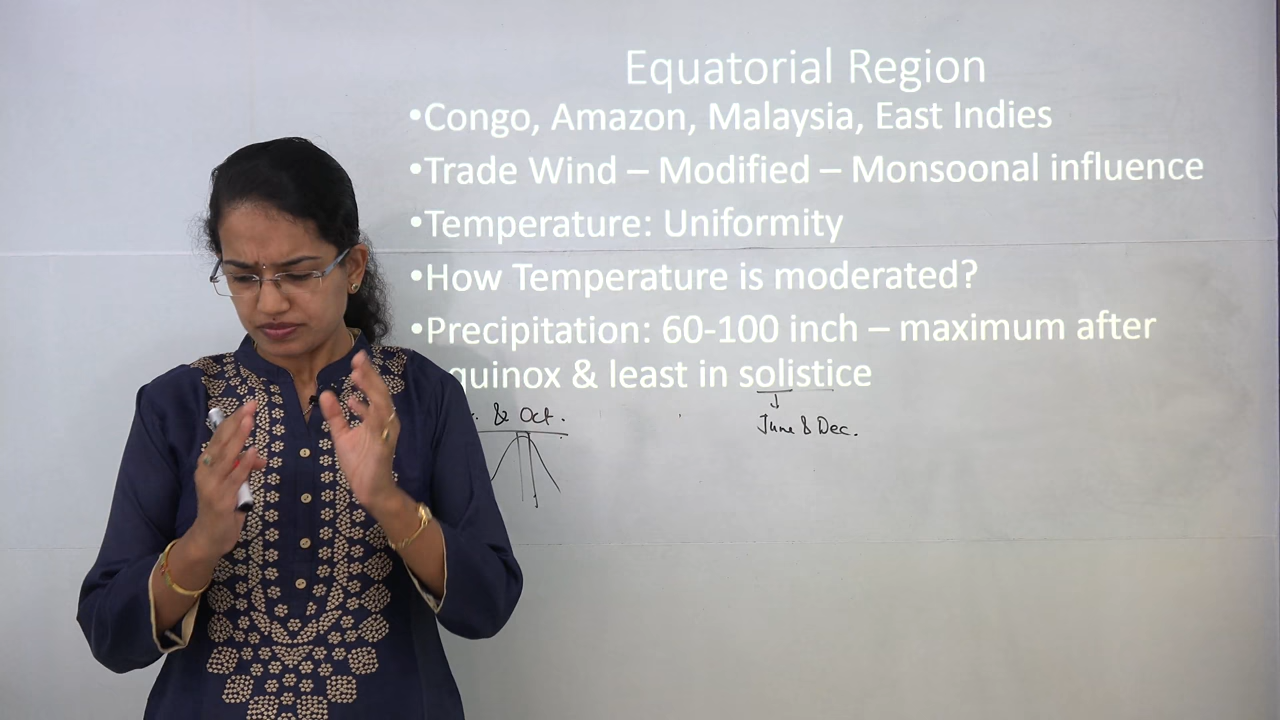 Equatorial Region
•Congo, Amazon, Malaysia, East Indies
•Trade Wind – Modified – Monsoonal influence
•Temperature: Uniformity
•How Temperature is moderated?
•Precipitation: 60-100 inch – maximum after
quinox & least in solistice
& Oct.
June & Dec.